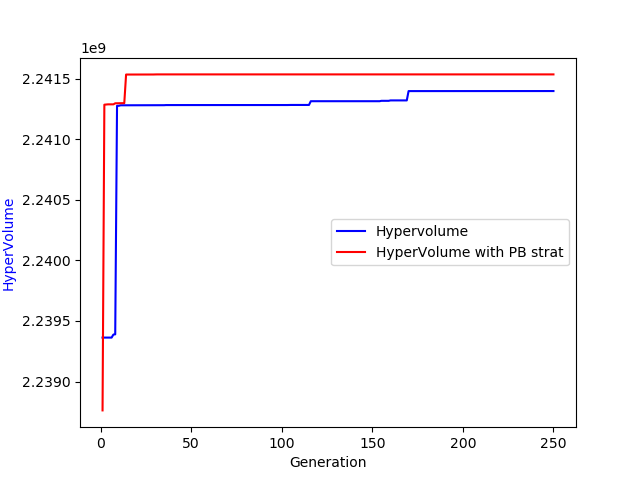 1e9
2.2415
2.2410
2.2405
2.2400
2.2395
2.2390
HyperVolume
Hypervolume
HyperVolume with PB strat
0 50 100 150 200 250
Generation